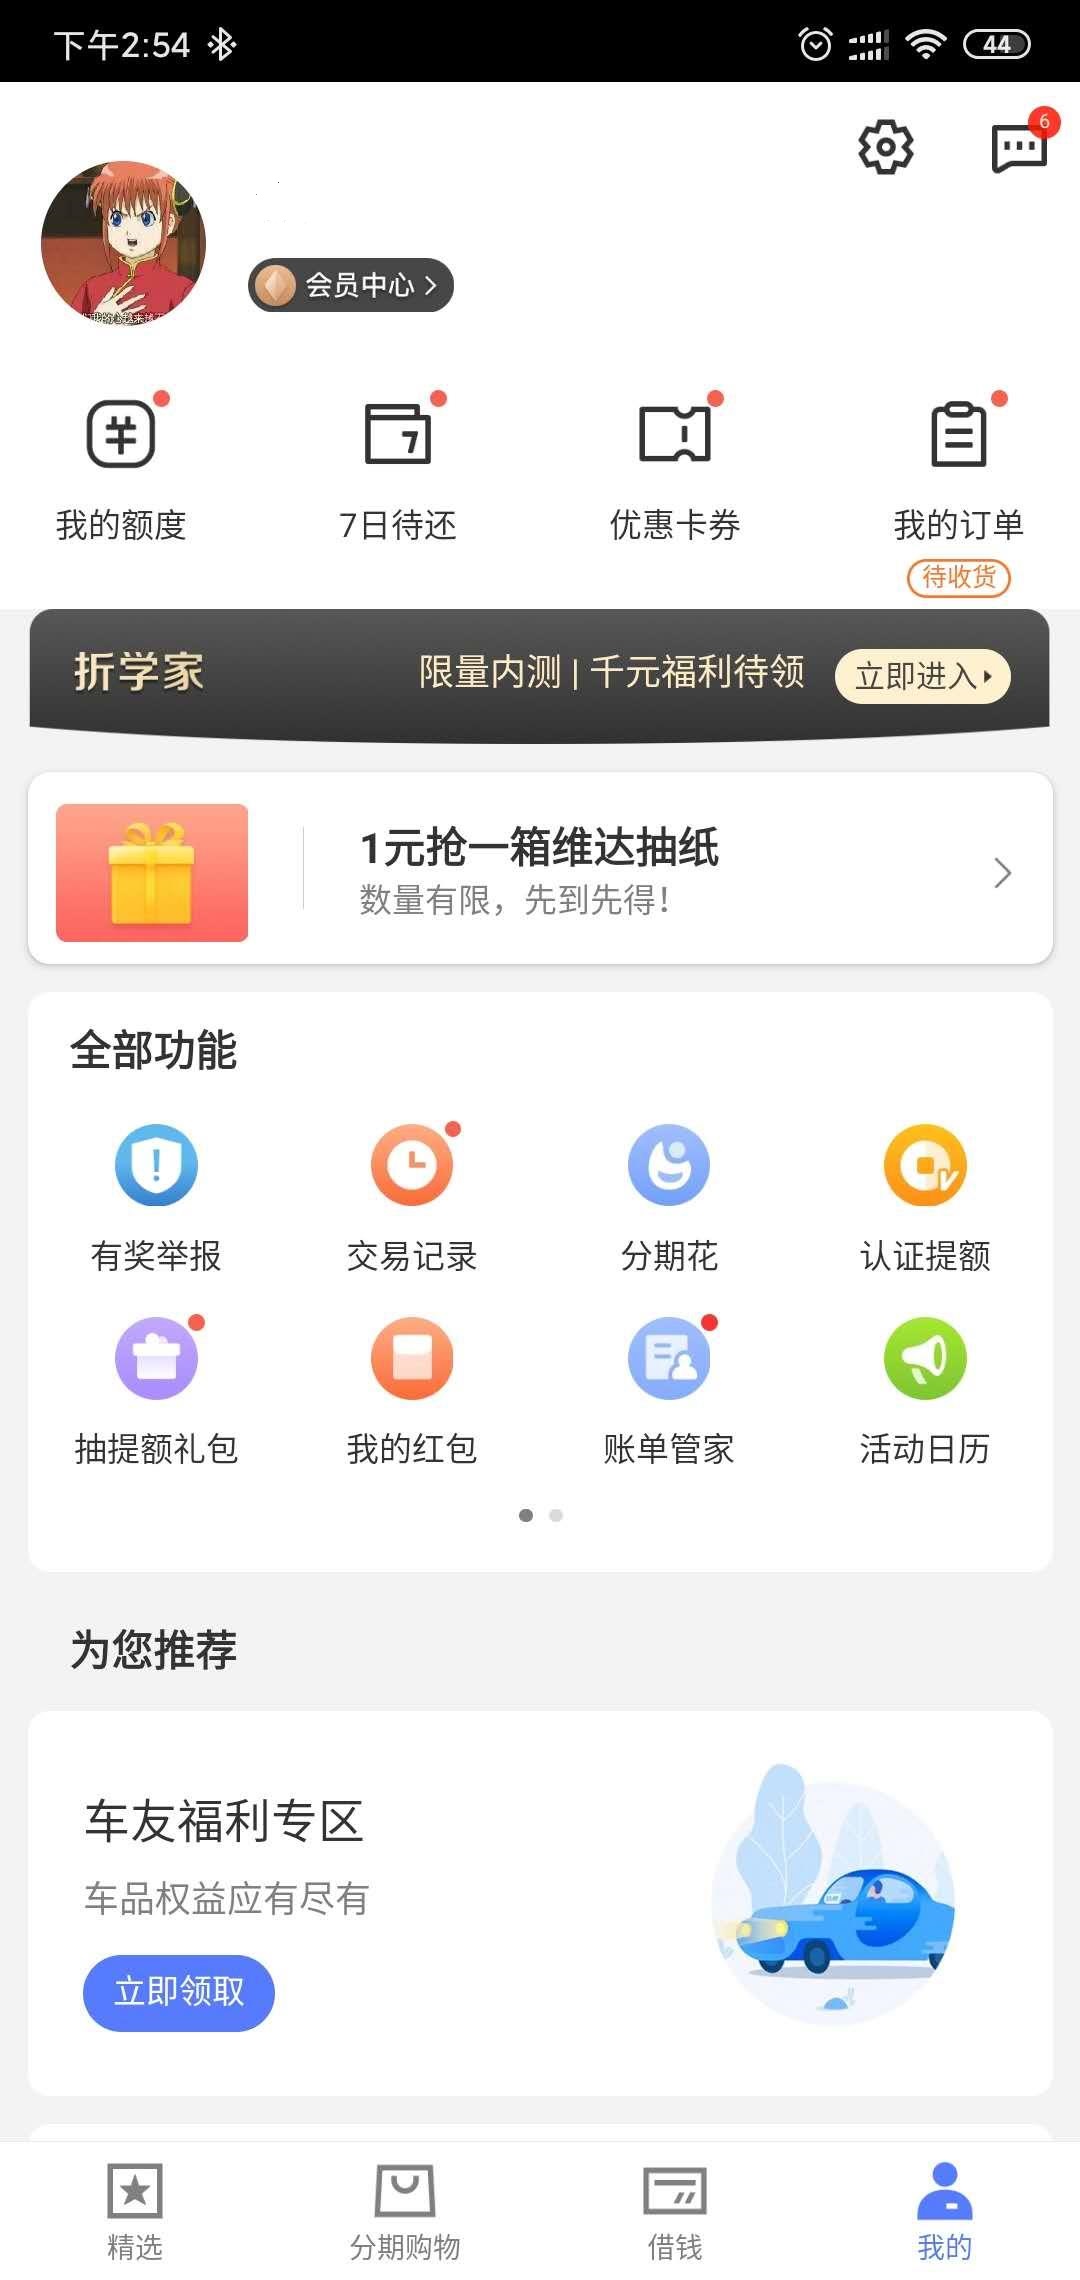 下午2:54
44
6
会员中心
我的额度
7日待还
优惠卡券
我的订单
待收货
折学家
限量内测 | 千元福利待领
立即进入
1元抢一箱维达抽纸
数量有限，先到先得！
全部功能
有奖举报
交易记录
分期花
认证提额
抽提额礼包
我的红包
账单管家
活动日历
为您推荐
车友福利专区
车品权益应有尽有
立即领取
精选
分期购物
借钱
我的